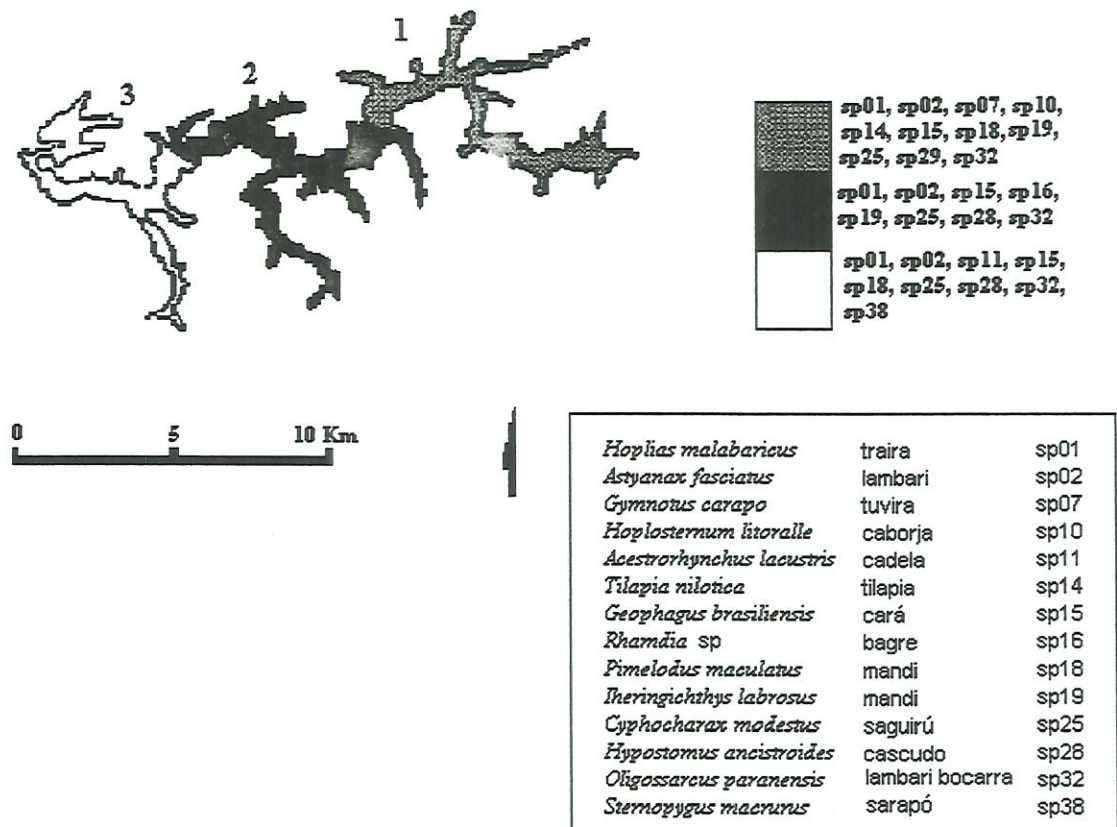 1
2
3
sp01, sp02, sp07, sp10,
sp14, sp15, sp18, sp19,
sp25, sp29, sp32
sp01, sp02, sp15, sp16,
sp19, sp25, sp28, sp32
sp01, sp02, sp11, sp15,
sp18, sp25, sp28, sp32,
sp38
0 5 10 Km
Hoplias malabaricus traira sp01
Astyanax fasciatus lambari sp02
Gymnotus carapo tuvira sp07
Hoplosternum litoralle caborja sp10
Acestrorhynchus lacustris cadela sp11
Tilapia nilotica tilapia sp14
Geophagus brasiliensis cará sp15
Rhamdia sp bagre sp16
Pimelodus maculatus mandi sp18
Iheringichthys labrosus mandi sp19
Cyphocharax modestus saguirú sp25
Hypostomus ancistroides cascudo sp28
Oligossarcus paranensis lambari bocarra sp32
Sternopygus macrurus sarapó sp38